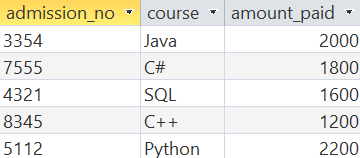 admission_no course amount_paid
3354 Java 2000
7555 C# 1800
4321 SQL 1600
8345 C++ 1200
5112 Python 2200